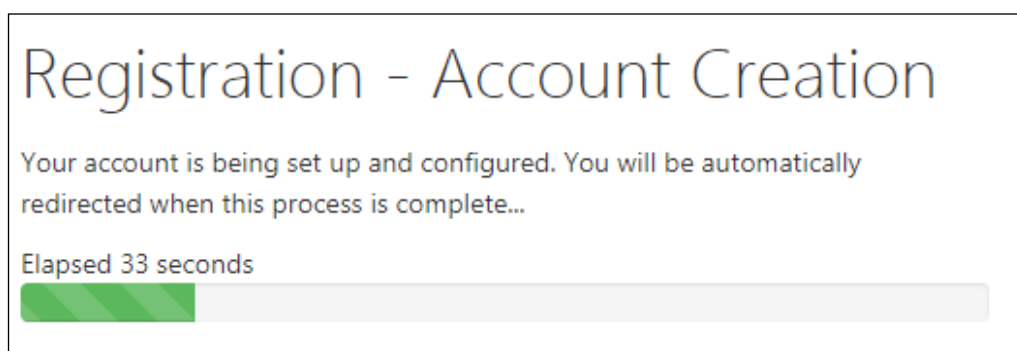 Registration - Account Creation
Your account is being set up and configured. You will be automatically
redirected when this process is complete...
Elapsed 33 seconds